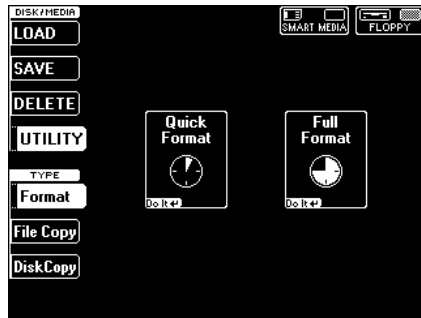 DISK/MEDIA
LOAD
SAVE
DELETE
UTILITY
TYPE
Format
File Copy
DiskCopy
SMART MEDIA
FLOPPY
Quick
Format
Do It↵
Full
Format
Do It↵